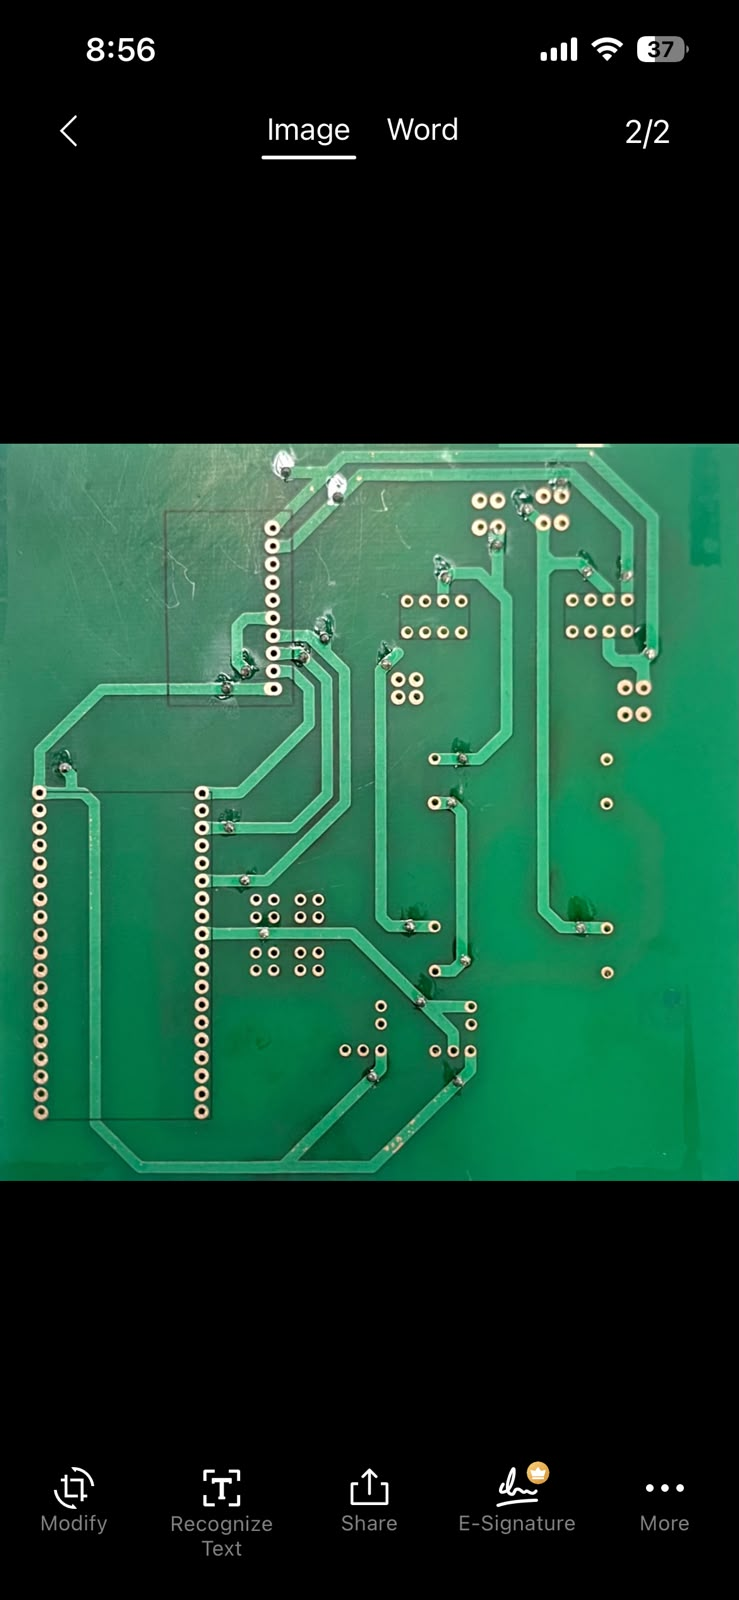 8:56
37
Image Word 2/2
Modify
Recognize
Text
Share
E-Signature
More